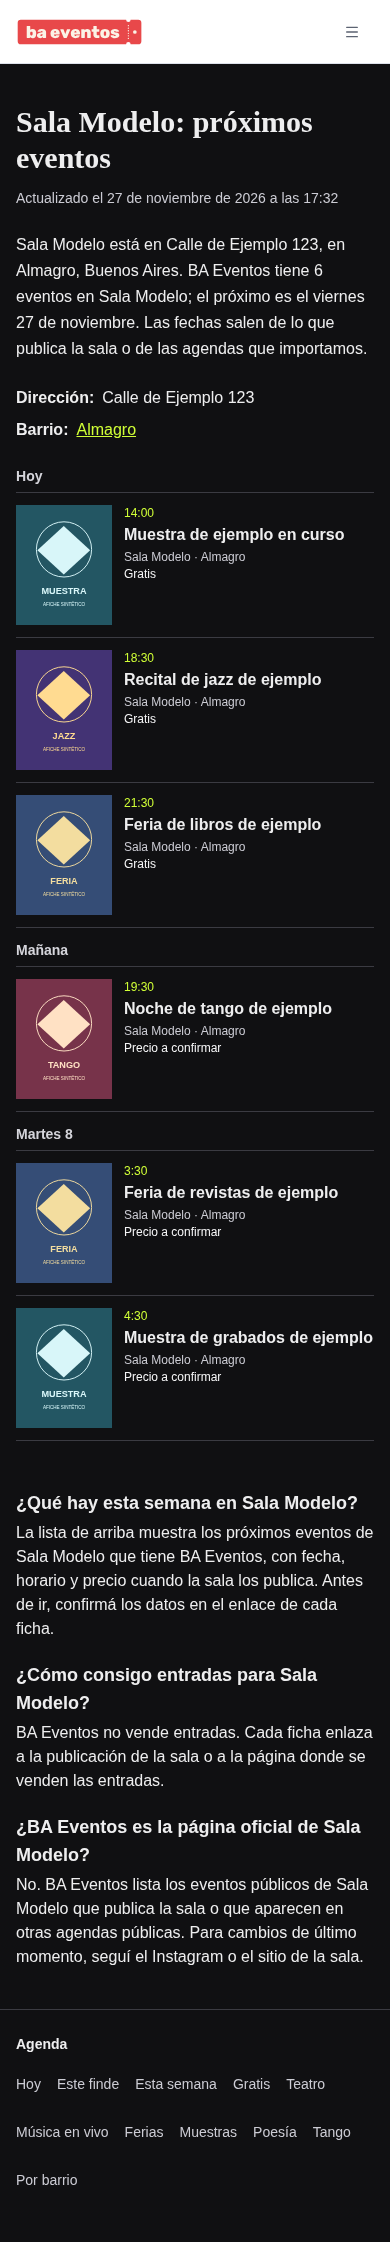 ba eventos
Sala Modelo: próximos
eventos
Actualizado el 27 de noviembre de 2026 a las 17:32
Sala Modelo está en Calle de Ejemplo 123, en
Almagro, Buenos Aires. BA Eventos tiene 6
eventos en Sala Modelo; el próximo es el viernes
27 de noviembre. Las fechas salen de lo que
publica la sala o de las agendas que importamos.
Dirección: Calle de Ejemplo 123
Barrio: Almagro
Hoy
MUESTRA
AFICHE SINTÉTICO
14:00
Muestra de ejemplo en curso
Sala Modelo · Almagro
Gratis
JAZZ
AFICHE SINTÉTICO
18:30
Recital de jazz de ejemplo
Sala Modelo · Almagro
Gratis
FERIA
AFICHE SINTÉTICO
21:30
Feria de libros de ejemplo
Sala Modelo · Almagro
Gratis
Mañana
TANGO
AFICHE SINTÉTICO
19:30
Noche de tango de ejemplo
Sala Modelo · Almagro
Precio a confirmar
Martes 8
FERIA
AFICHE SINTÉTICO
3:30
Feria de revistas de ejemplo
Sala Modelo · Almagro
Precio a confirmar
MUESTRA
AFICHE SINTÉTICO
4:30
Muestra de grabados de ejemplo
Sala Modelo · Almagro
Precio a confirmar
¿Qué hay esta semana en Sala Modelo?
La lista de arriba muestra los próximos eventos de
Sala Modelo que tiene BA Eventos, con fecha,
horario y precio cuando la sala los publica. Antes
de ir, confirmá los datos en el enlace de cada
ficha.
¿Cómo consigo entradas para Sala
Modelo?
BA Eventos no vende entradas. Cada ficha enlaza
a la publicación de la sala o a la página donde se
venden las entradas.
¿BA Eventos es la página oficial de Sala
Modelo?
No. BA Eventos lista los eventos públicos de Sala
Modelo que publica la sala o que aparecen en
otras agendas públicas. Para cambios de último
momento, seguí el Instagram o el sitio de la sala.
Agenda
Hoy Este finde Esta semana Gratis Teatro
Música en vivo Ferias Muestras Poesía Tango
Por barrio